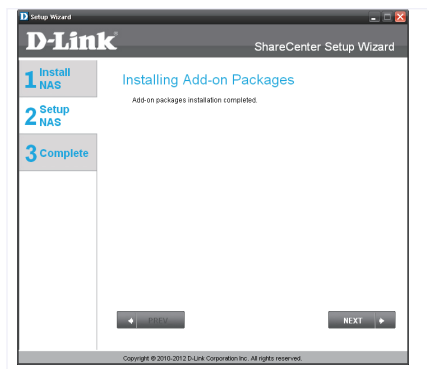 Setup Wizard
D-Link
ShareCenter Setup Wizard
1 Install
NAS
Installing Add-on Packages
Add-on packages installation completed.
2 Setup
NAS
3 Complete
PREV
NEXT
Copyright © 2010-2012 D-Link Corporation Inc. All rights reserved.